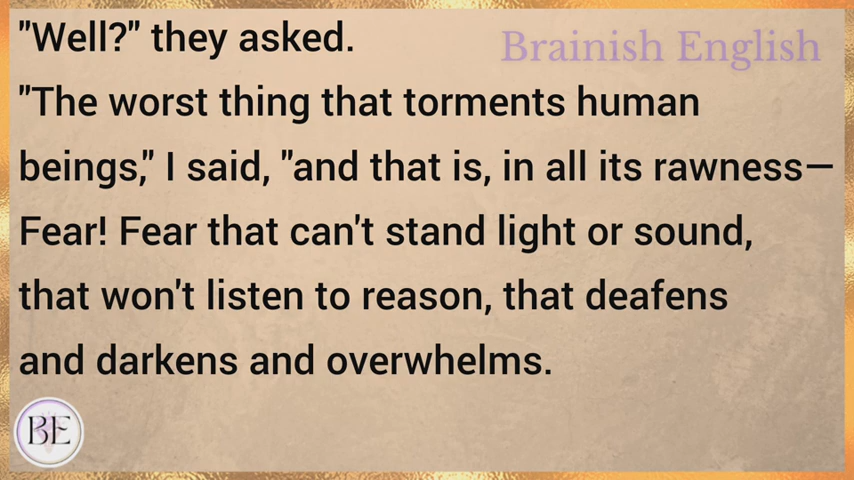 "Well?" they asked.
Brainish English
"The worst thing that torments human
beings," I said, "and that is, in all its rawness—
Fear! Fear that can't stand light or sound,
that won't listen to reason, that deafens
and darkens and overwhelms.
BE